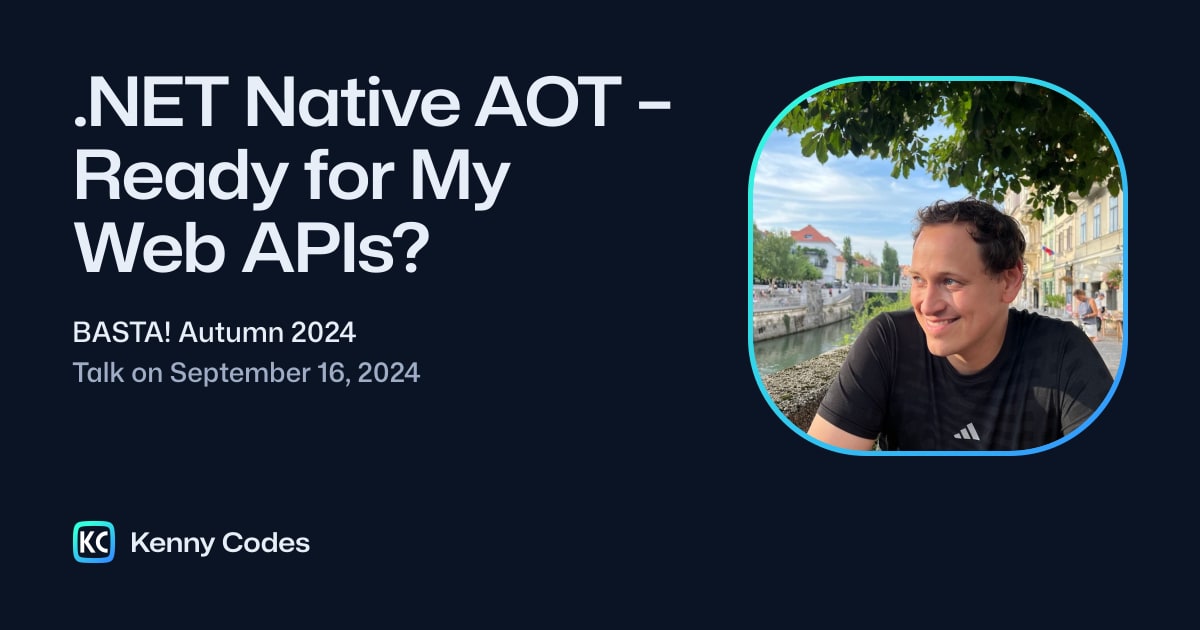 .NET Native AOT –
Ready for My
Web APIs?
BASTA! Autumn 2024
Talk on September 16, 2024
KC Kenny Codes